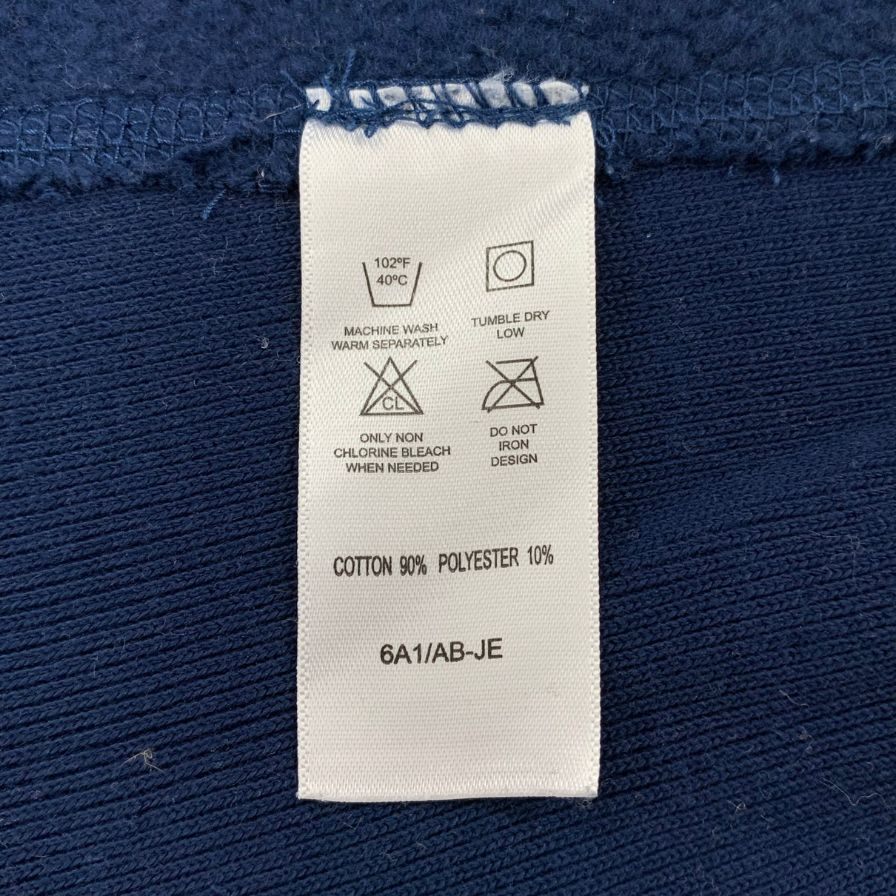 102ºF
40ºC
MACHINE WASH
WARM SEPARATELY
TUMBLE DRY
LOW
CL
ONLY NON
CHLORINE BLEACH
WHEN NEEDED
DO NOT
IRON
DESIGN
COTTON 90% POLYESTER 10%
6A1/AB-JE